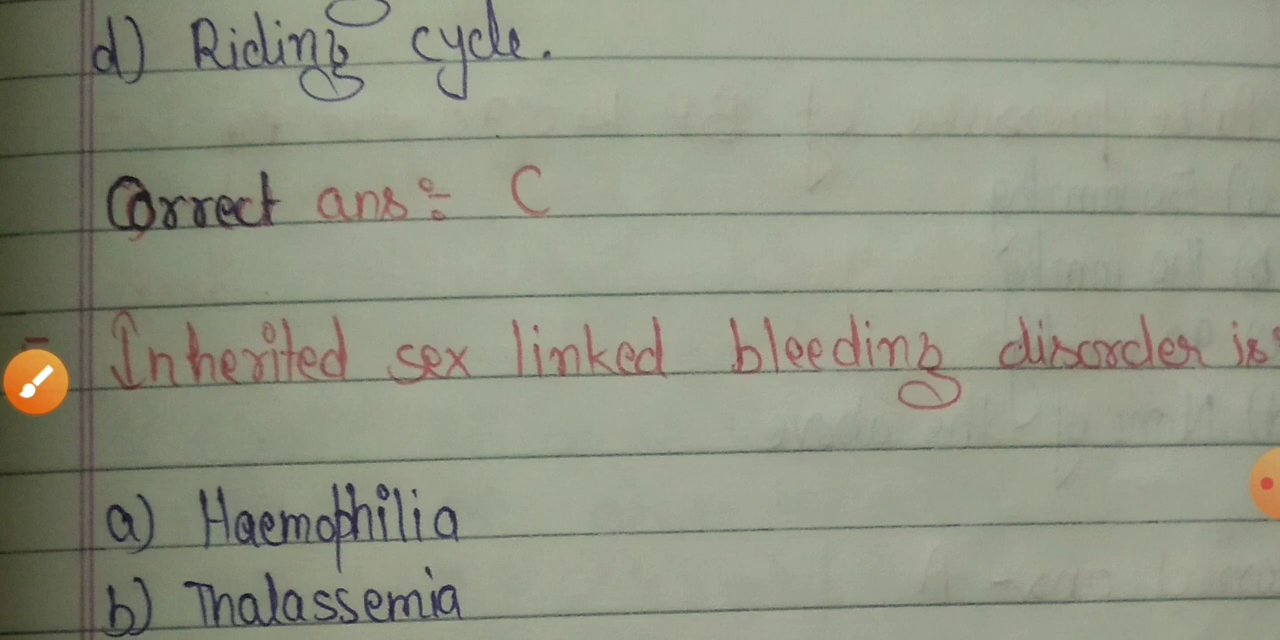 d) Riding cycle.
Correct ans: C
Inherited sex linked bleeding disorder is:
a) Haemophilia
b) Thalassemia